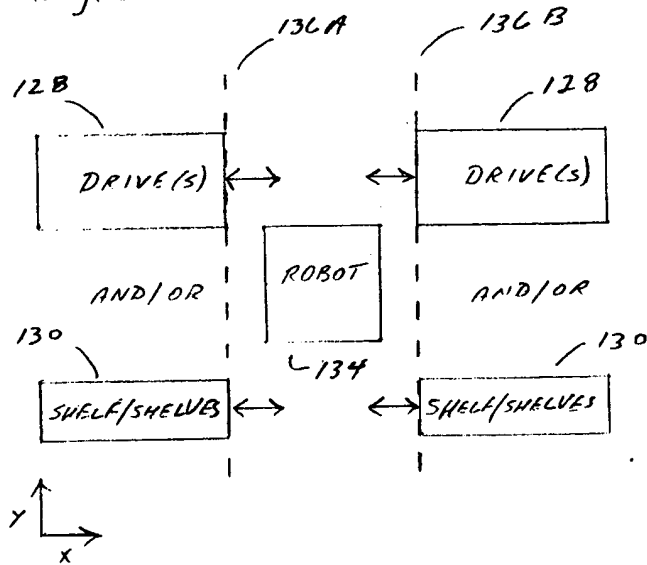 136A 136B
128 128
DRIVE(S) DRIVE(S)
ROBOT
AND/OR AND/OR
130 134 130
SHELF/SHELVES SHELF/SHELVES
Y
X